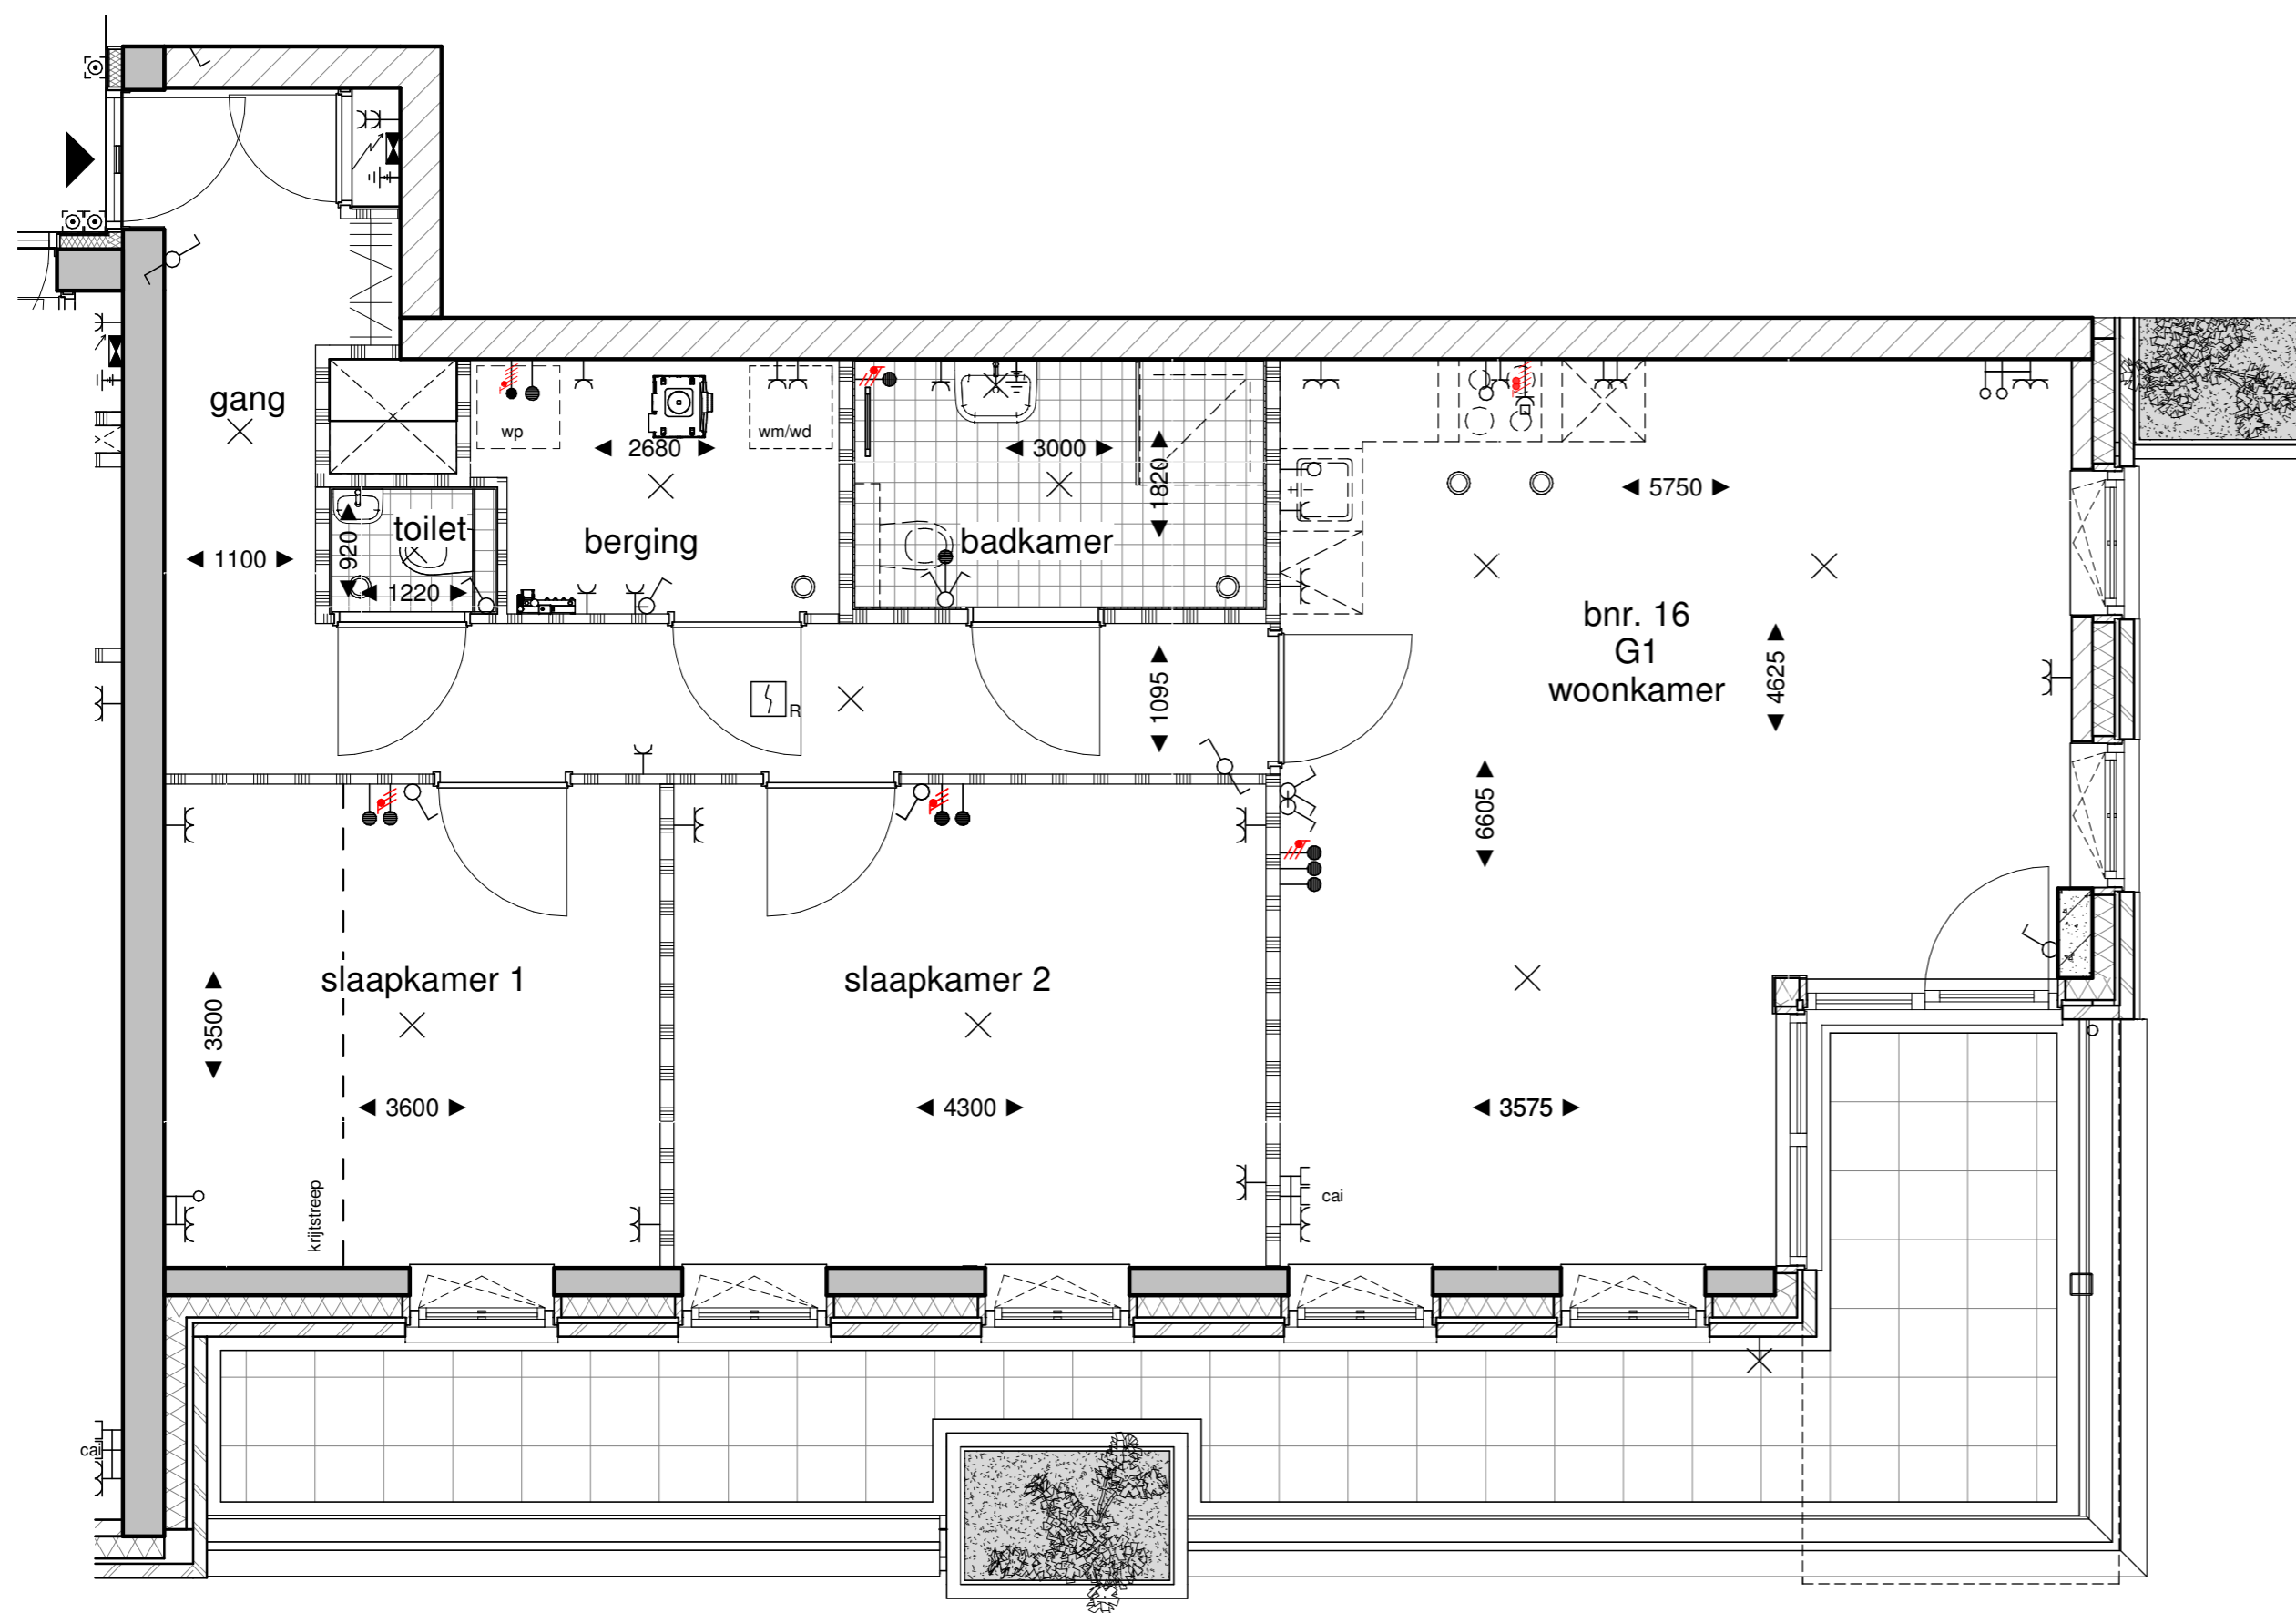 gang
wp
2680
wm/wd
3000
1820
5750
toilet
berging
badkamer
920
1100
1220
bnr. 16
G1
woonkamer
4625
1095
R
6605
slaapkamer 1
slaapkamer 2
3500
3600
4300
3575
krijtstreep
cai
cai